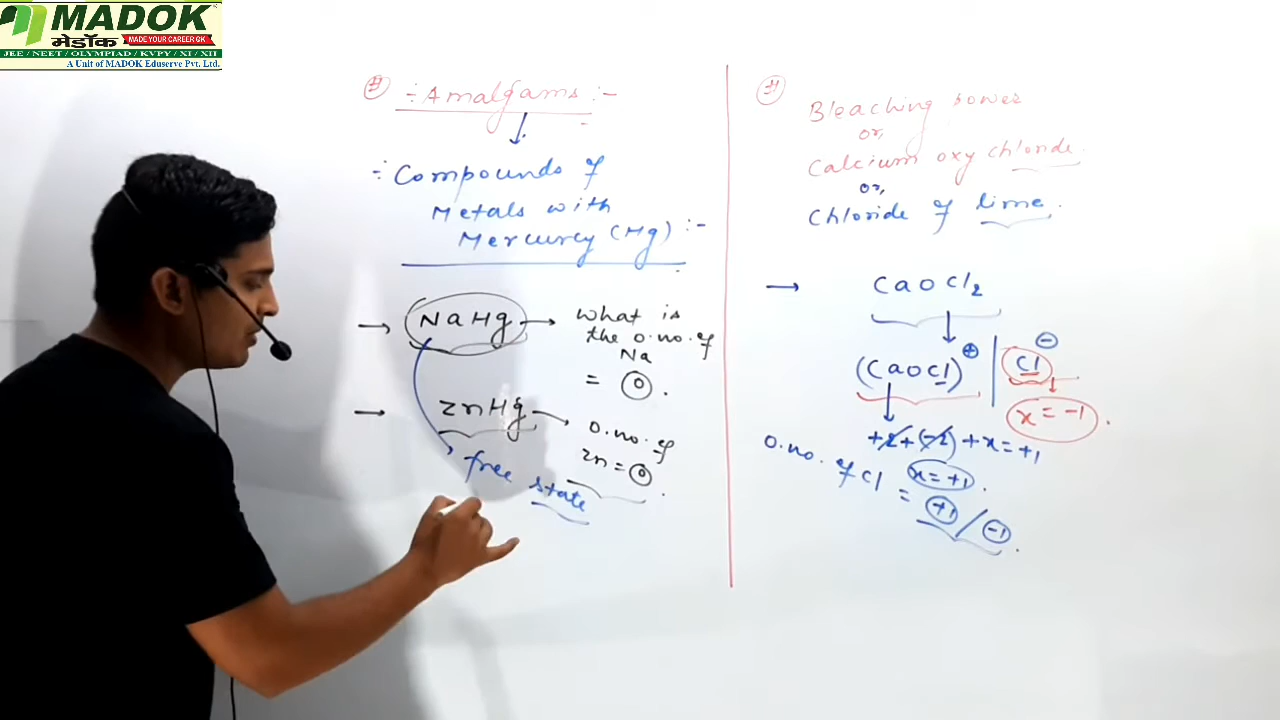 MADOK
मेडॉक MADE YOUR CAREER GK
JEE / NEET / OLYMPIAD / KVPY / XI / XII
A Unit of MADOK Eduserve Pvt. Ltd.
# ÷ Amalgams :-
÷ Compounds of
Metals with
Mercurcy (Hg) :-
→ NaHg → what is
the o.no. of
Na
= 0 .
→ ZnHg → O.no. of
Zn = 0 .
free state
# Bleaching power
or,
Calcium oxy chloride.
or,
Chloride of lime.
→ CaOCl₂
(CaOCl)⁺ | Cl⁻
x = -1 .
+2+(-2) + x = +1
O.no. of Cl x = +1 .
= +1 / -1 .